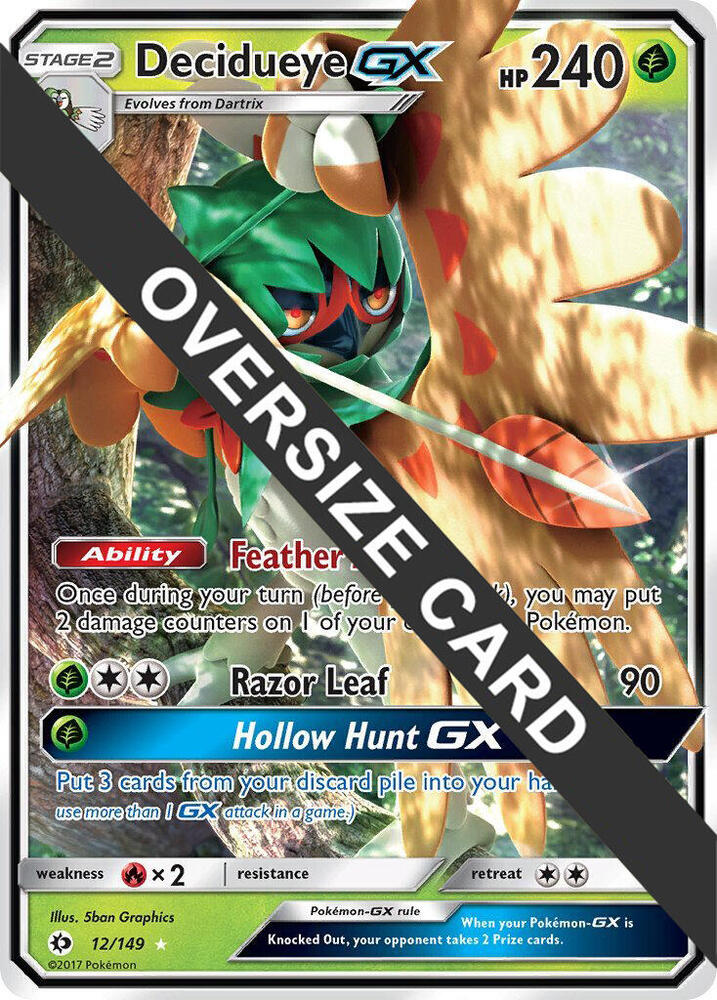 STAGE 2 Decidueye GX HP 240
Evolves from Dartrix
OVERSIZE CARD
Ability Feather
Once during your turn (before), you may put
2 damage counters on 1 of your Pokémon.
Razor Leaf 90
Hollow Hunt GX
Put 3 cards from your discard pile into your
use more than 1 GX attack in a game.)
weakness ×2 resistance retreat
Illus. 5ban Graphics
Pokémon-GX rule
When your Pokémon-GX is
Knocked Out, your opponent takes 2 Prize cards.
12/149
©2017 Pokémon